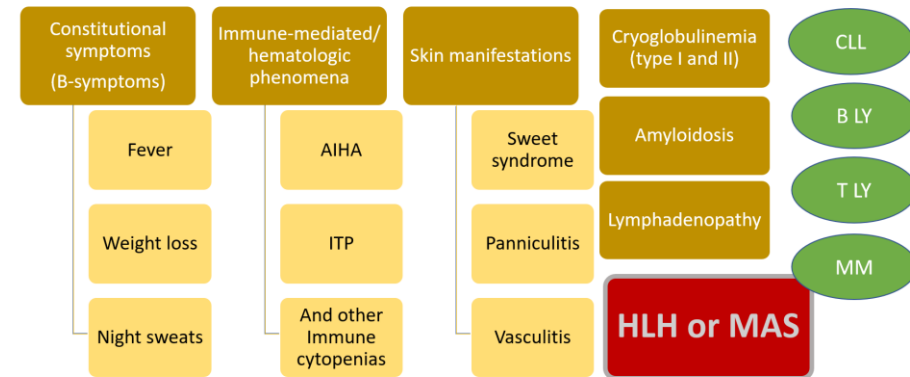 Constitutional
symptoms
(B-symptoms)
Fever
Weight loss
Night sweats
Immune-mediated/
hematologic
phenomena
AIHA
ITP
And other
Immune
cytopenias
Skin manifestations
Sweet
syndrome
Panniculitis
Vasculitis
Cryoglobulinemia
(type I and II)
Amyloidosis
Lymphadenopathy
HLH or MAS
CLL
B LY
T LY
MM